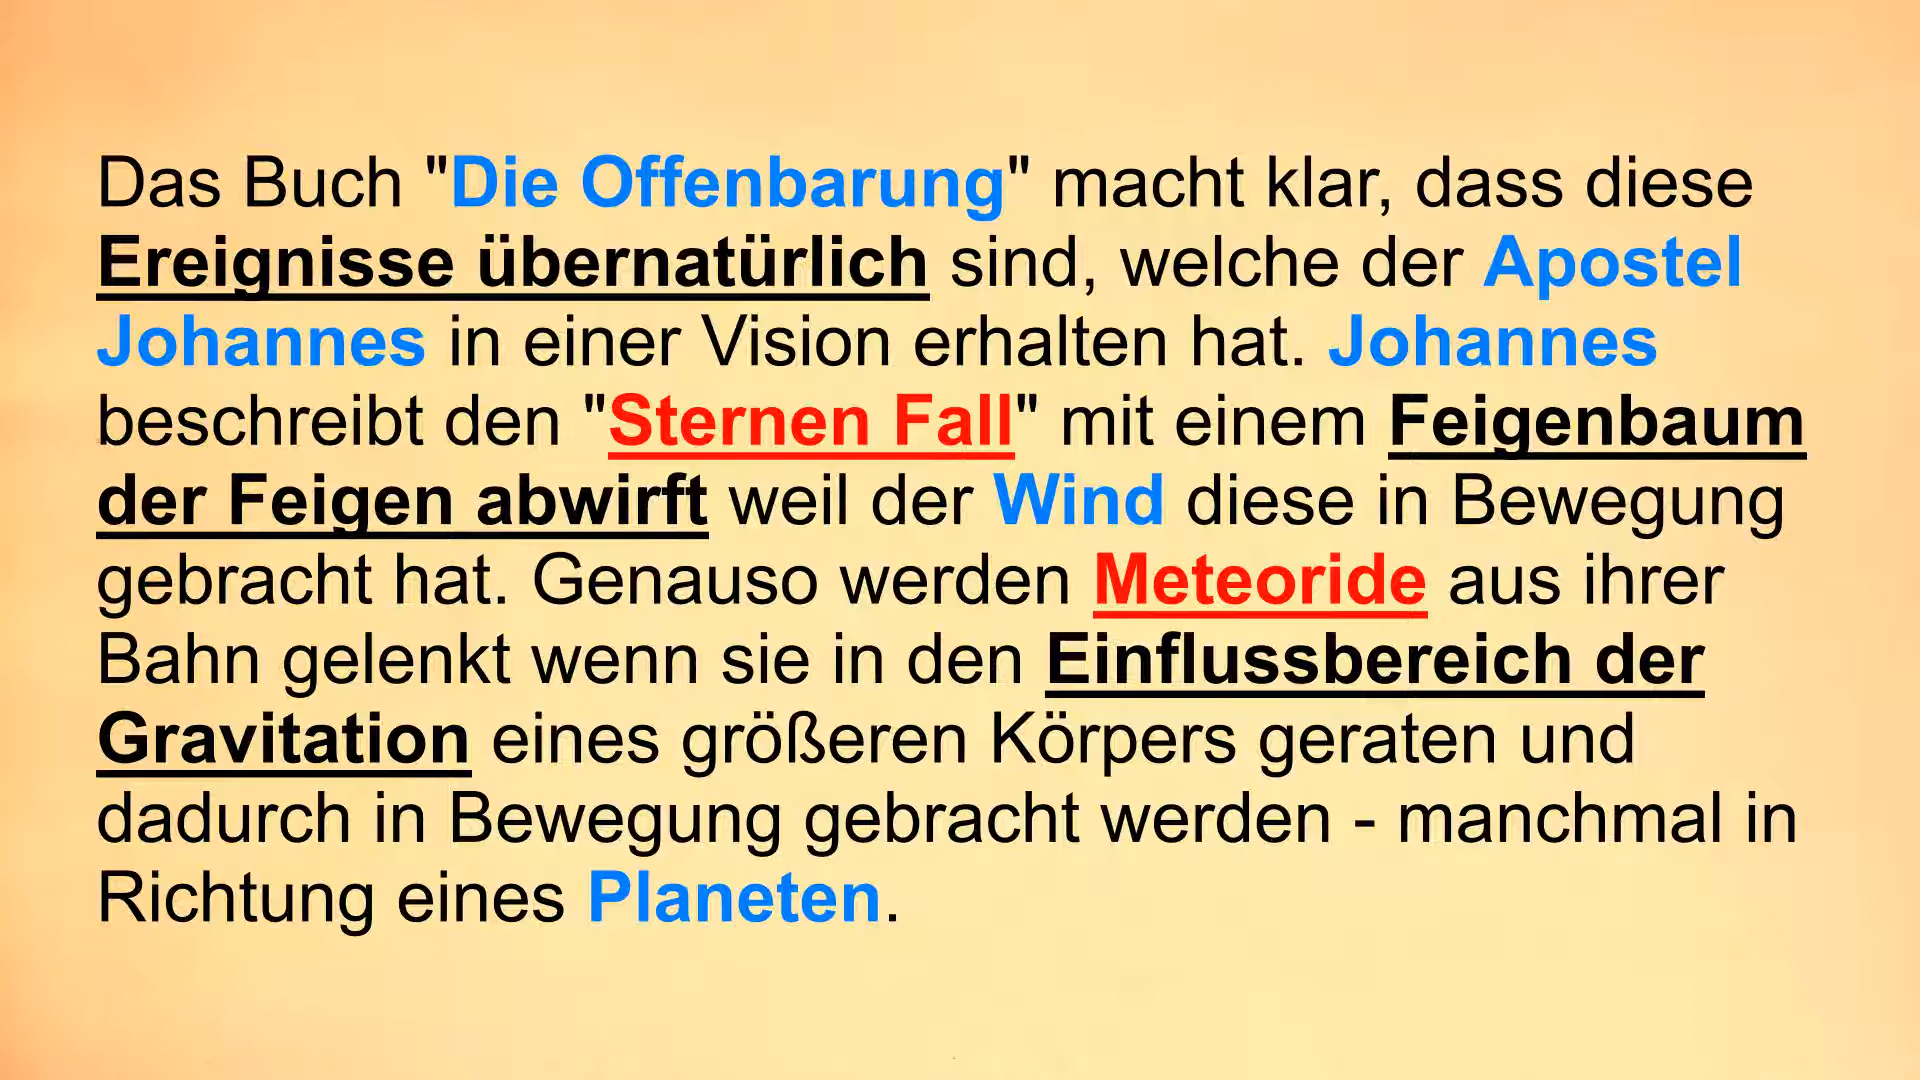 Das Buch "Die Offenbarung" macht klar, dass diese
Ereignisse übernatürlich sind, welche der Apostel
Johannes in einer Vision erhalten hat. Johannes
beschreibt den "Sternen Fall" mit einem Feigenbaum
der Feigen abwirft weil der Wind diese in Bewegung
gebracht hat. Genauso werden Meteoride aus ihrer
Bahn gelenkt wenn sie in den Einflussbereich der
Gravitation eines größeren Körpers geraten und
dadurch in Bewegung gebracht werden - manchmal in
Richtung eines Planeten.